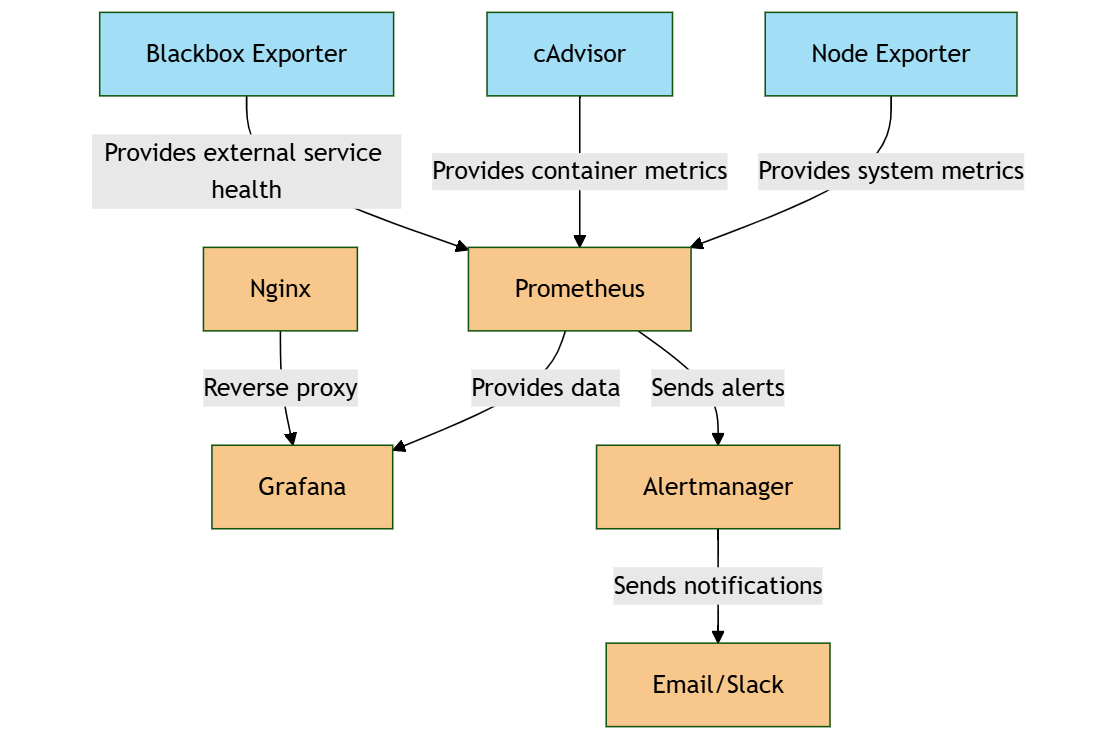 Blackbox Exporter
cAdvisor
Node Exporter
Provides external service
health
Provides container metrics
Provides system metrics
Nginx
Prometheus
Reverse proxy
Provides data
Sends alerts
Grafana
Alertmanager
Sends notifications
Email/Slack